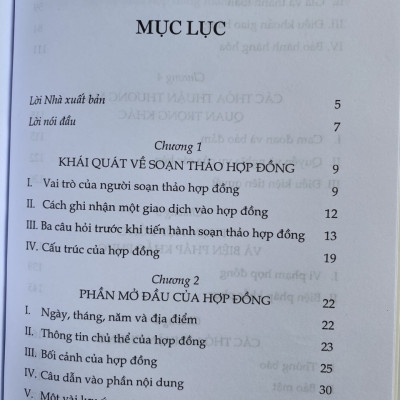 MỤC LỤC
Lời Nhà xuất bản 5
Lời nói đầu 7
Chương 1
KHÁI QUÁT VỀ SOẠN THẢO HỢP ĐỒNG 9
I. Vai trò của người soạn thảo hợp đồng 9
II. Cách ghi nhận một giao dịch vào hợp đồng 12
III. Ba câu hỏi trước khi tiến hành soạn thảo hợp đồng 13
IV. Cấu trúc của hợp đồng 19
Chương 2
PHẦN MỞ ĐẦU CỦA HỢP ĐỒNG 22
I. Ngày, tháng, năm và địa điểm 22
II. Thông tin chủ thể của hợp đồng 23
III. Bối cảnh của hợp đồng 25
IV. Câu dẫn vào phần nội dung 30
V. Một vài